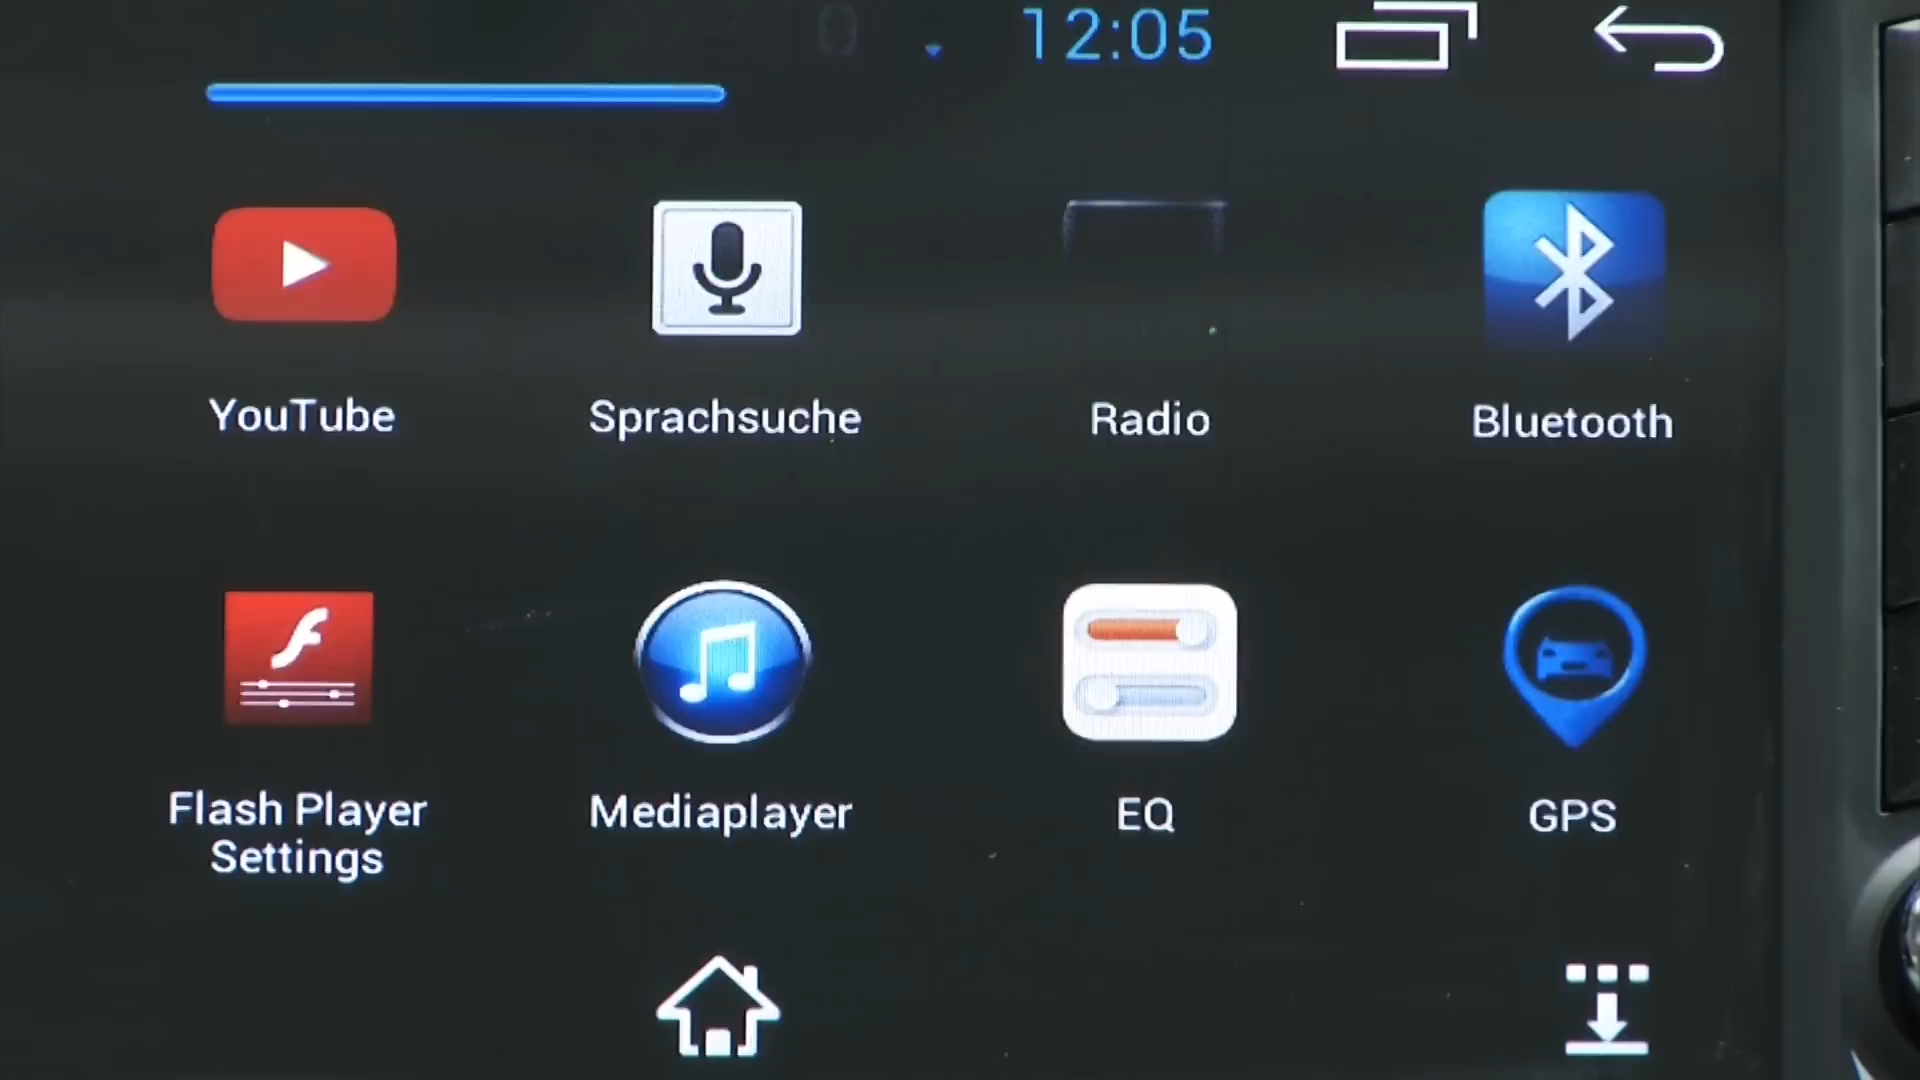 12:05
YouTube
Sprachsuche
Radio
Bluetooth
Flash Player
Settings
Mediaplayer
EQ
GPS